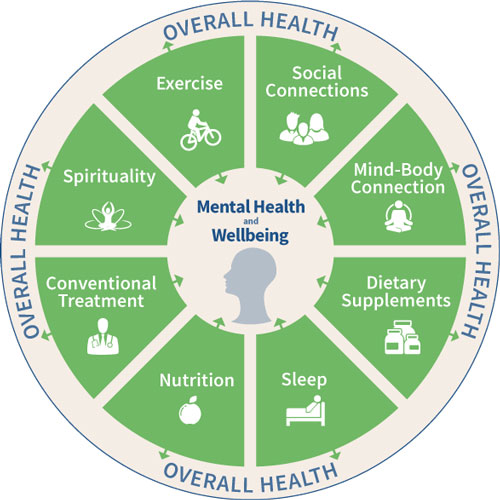 OVERALL HEALTH
Exercise
Social
Connections
Spirituality
Mind-Body
Connection
OVERALL HEALTH
OVERALL HEALTH
Mental Health
and
Wellbeing
Conventional
Treatment
Dietary
Supplements
Nutrition
Sleep
OVERALL HEALTH